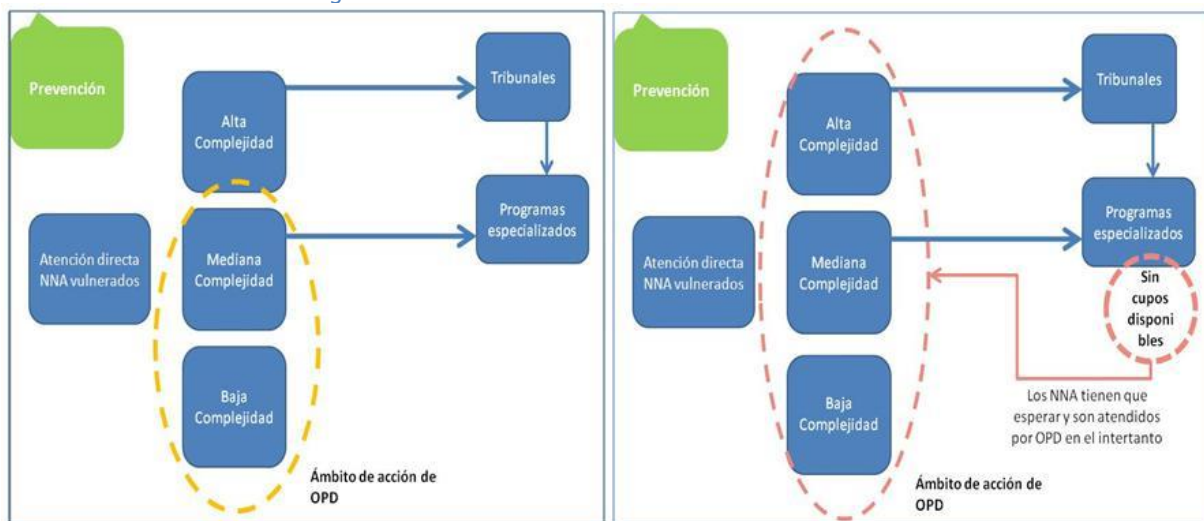 Prevención
Alta
Complejidad
Tribunales
Programas
especializados
Atención directa
NNA vulnerados
Mediana
Complejidad
Baja
Complejidad
Ámbito de acción de
OPD
Prevención
Alta
Complejidad
Tribunales
Programas
especializados
Atención directa
NNA vulnerados
Mediana
Complejidad
Sin
cupos
disponi
bles
Baja
Complejidad
Los NNA tienen que
esperar y son atendidos
por OPD en el intertanto
Ámbito de acción de
OPD